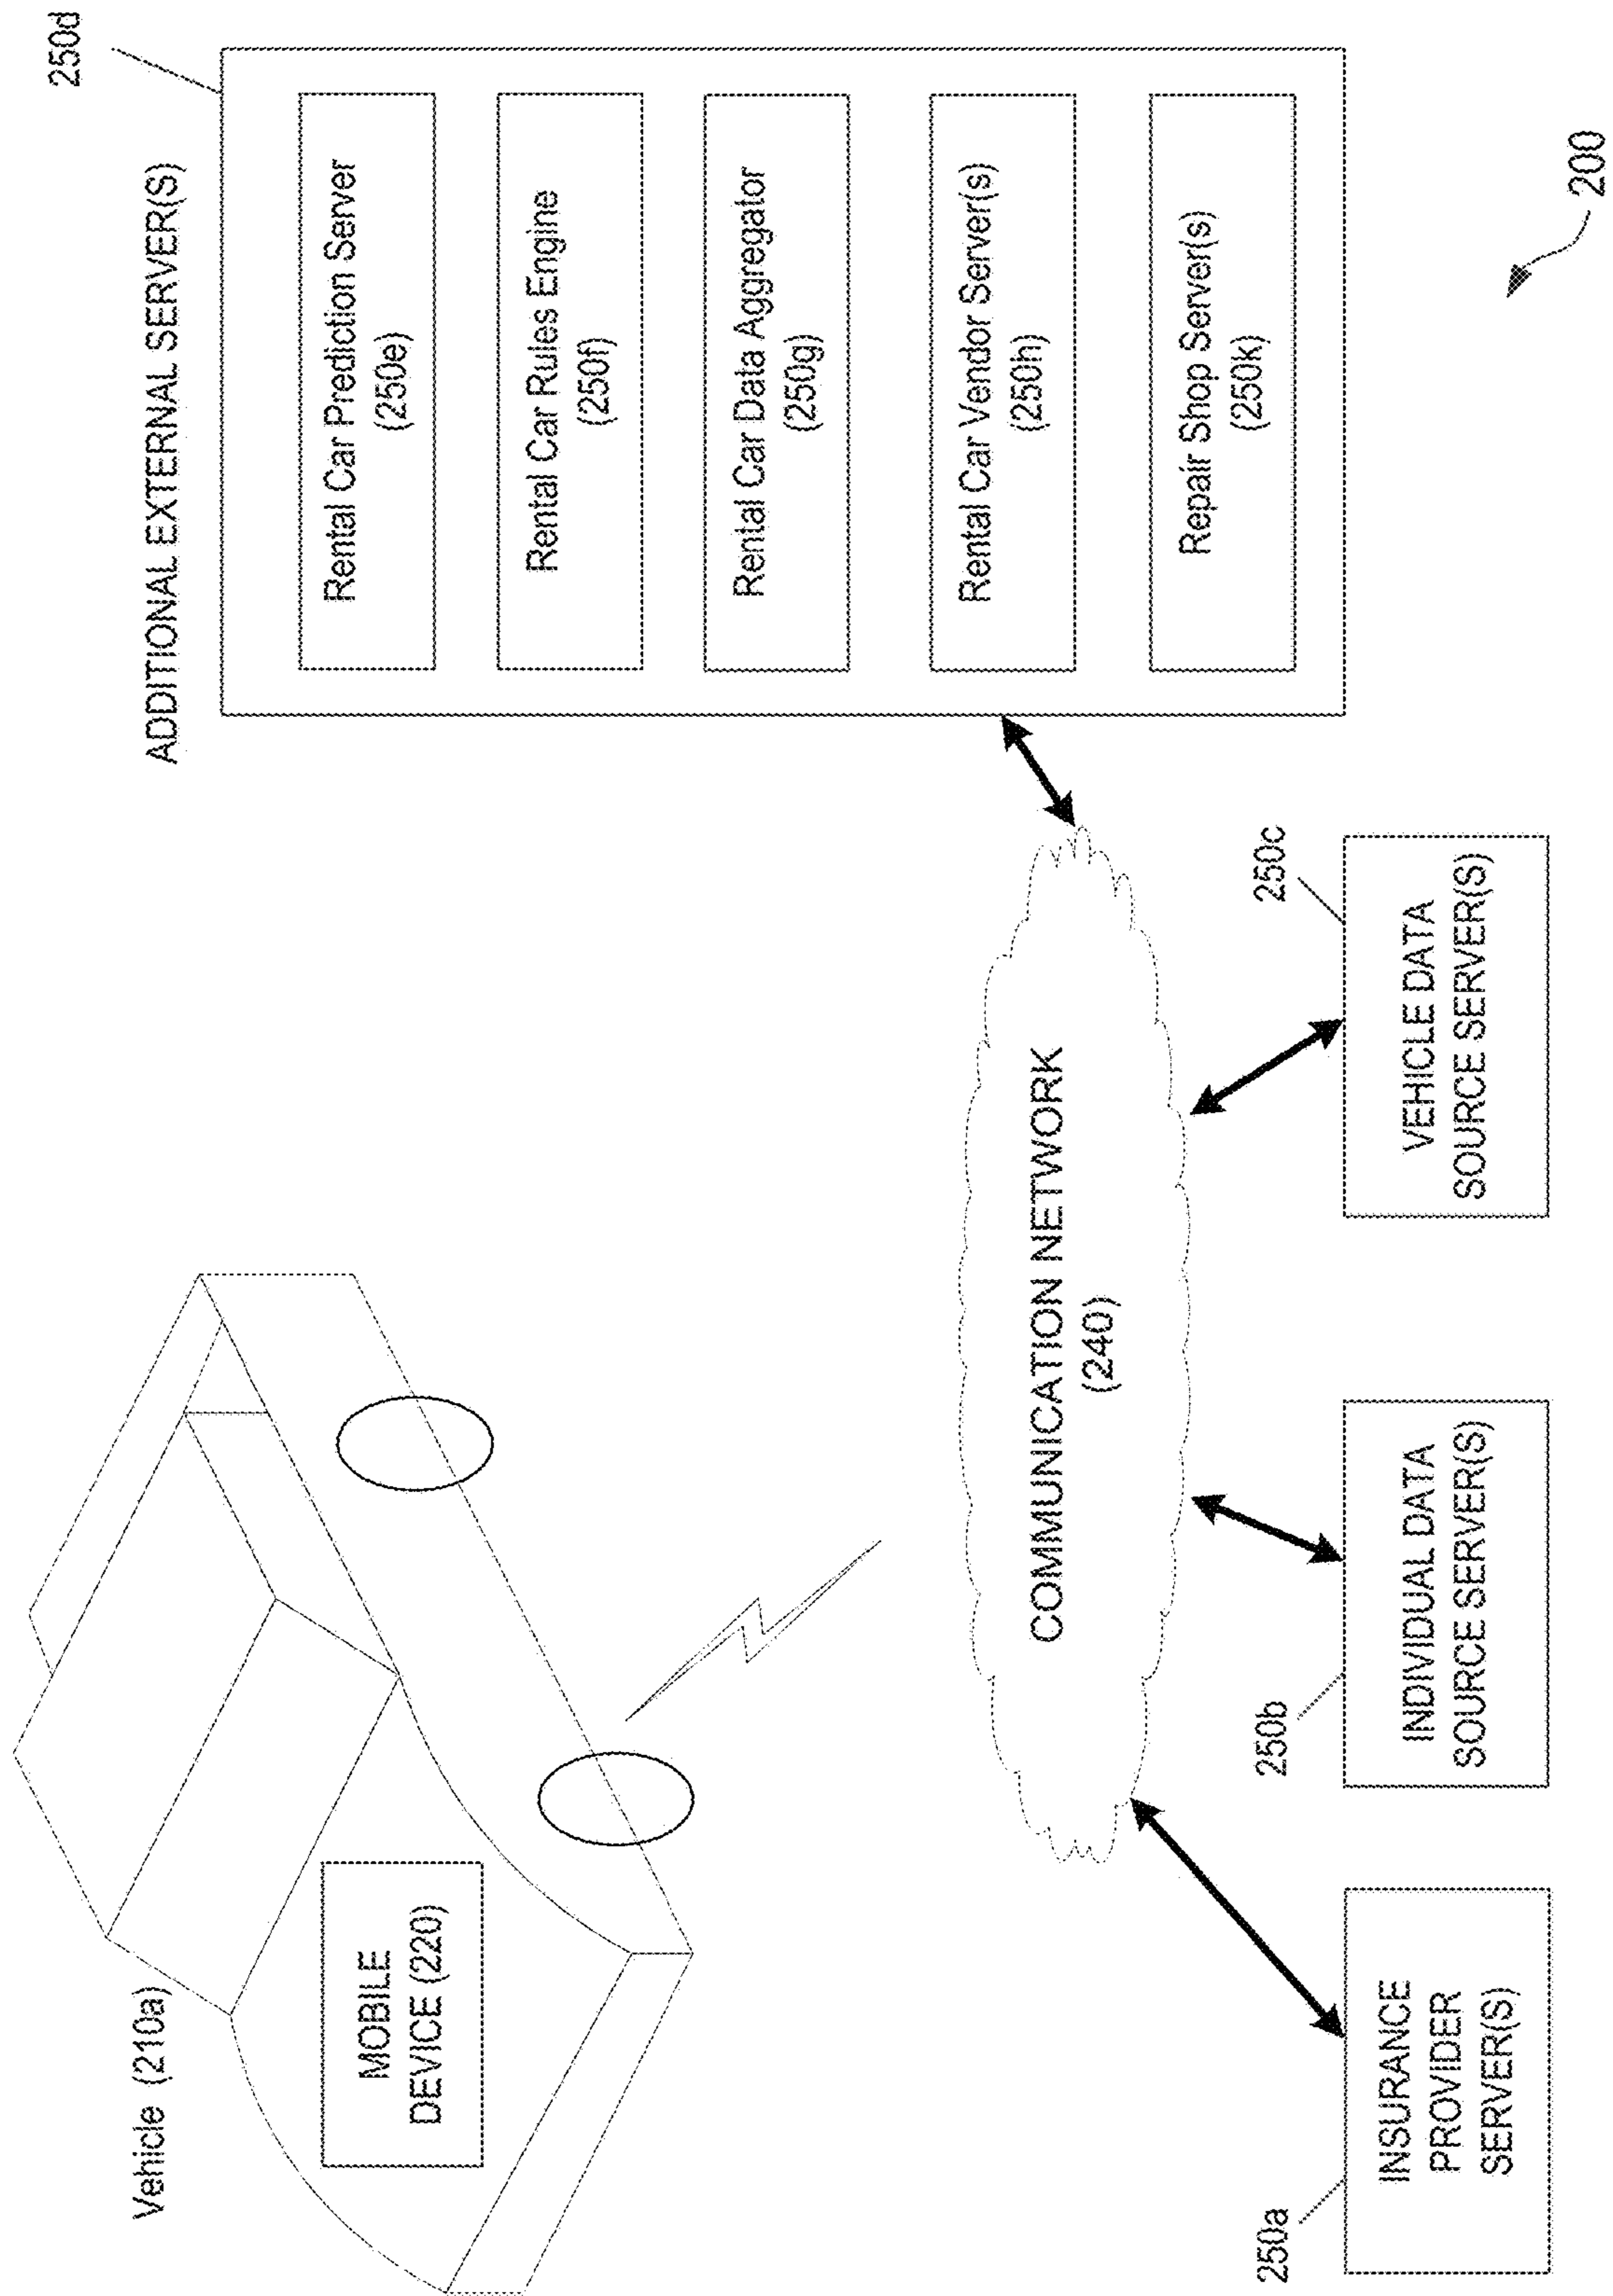 Vehicle (210a)
MOBILE
DEVICE (220)
ADDITIONAL EXTERNAL SERVER(S)
250d
Rental Car Prediction Server
(250e)
Rental Car Rules Engine
(250f)
Rental Car Data Aggregator
(250g)
Rental Car Vendor Server(s)
(250h)
Repair Shop Server(s)
(250k)
COMMUNICATION NETWORK
(240)
250a
INSURANCE
PROVIDER
SERVER(S)
250b
INDIVIDUAL DATA
SOURCE SERVER(S)
250c
VEHICLE DATA
SOURCE SERVER(S)
200